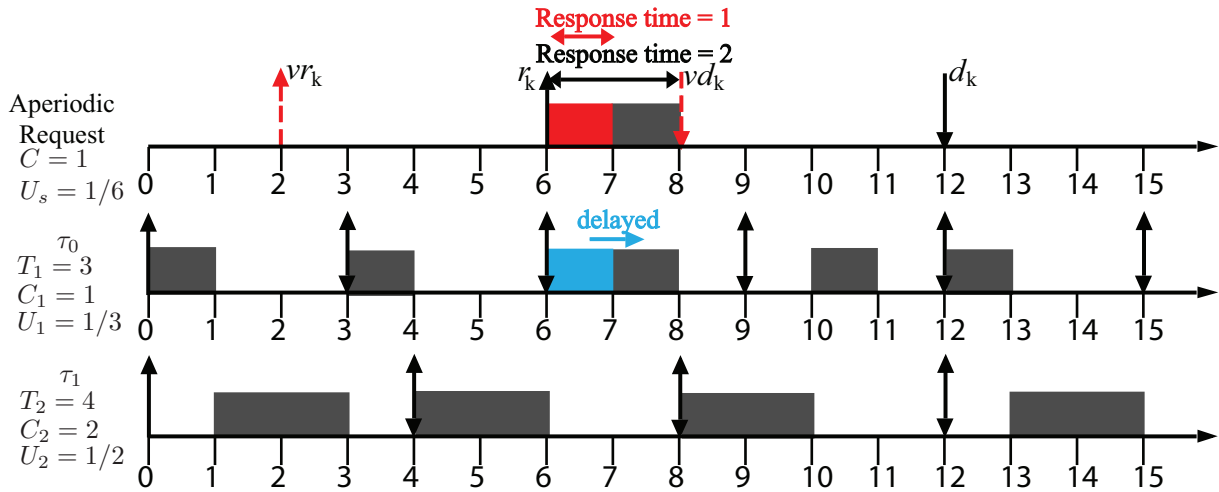 Response time = 1
Response time = 2
vr_k
r_k
vd_k
d_k
Aperiodic
Request
C = 1
U_s = 1/6
0 1 2 3 4 5 6 7 8 9 10 11 12 13 14 15
delayed
τ_0
T_1 = 3
C_1 = 1
U_1 = 1/3
0 1 2 3 4 5 6 7 8 9 10 11 12 13 14 15
τ_1
T_2 = 4
C_2 = 2
U_2 = 1/2
0 1 2 3 4 5 6 7 8 9 10 11 12 13 14 15